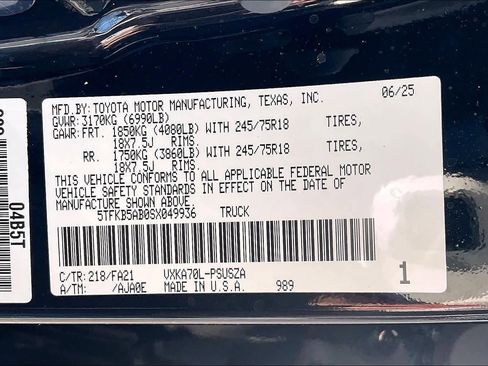 MFD. BY: TOYOTA MOTOR MANUFACTURING, TEXAS, INC. 06/25
GVWR: 3170KG (6990LB)
GAWR: FRT. 1850KG (4080LB) WITH 245/75R18 TIRES,
18X7.5J RIMS
RR. 1750KG (3860LB) WITH 245/75R18 TIRES,
18X7.5J RIMS
THIS VEHICLE CONFORMS TO ALL APPLICABLE FEDERAL MOTOR
VEHICLE SAFETY STANDARDS IN EFFECT ON THE DATE OF
MANUFACTURE SHOWN ABOVE.
5TFKB5AB0SX049936 TRUCK
C/TR: 218/FA21 VXKA70L-PSUSZA
A/TM: /AJA0E MADE IN U.S.A. 989
1
04B5T